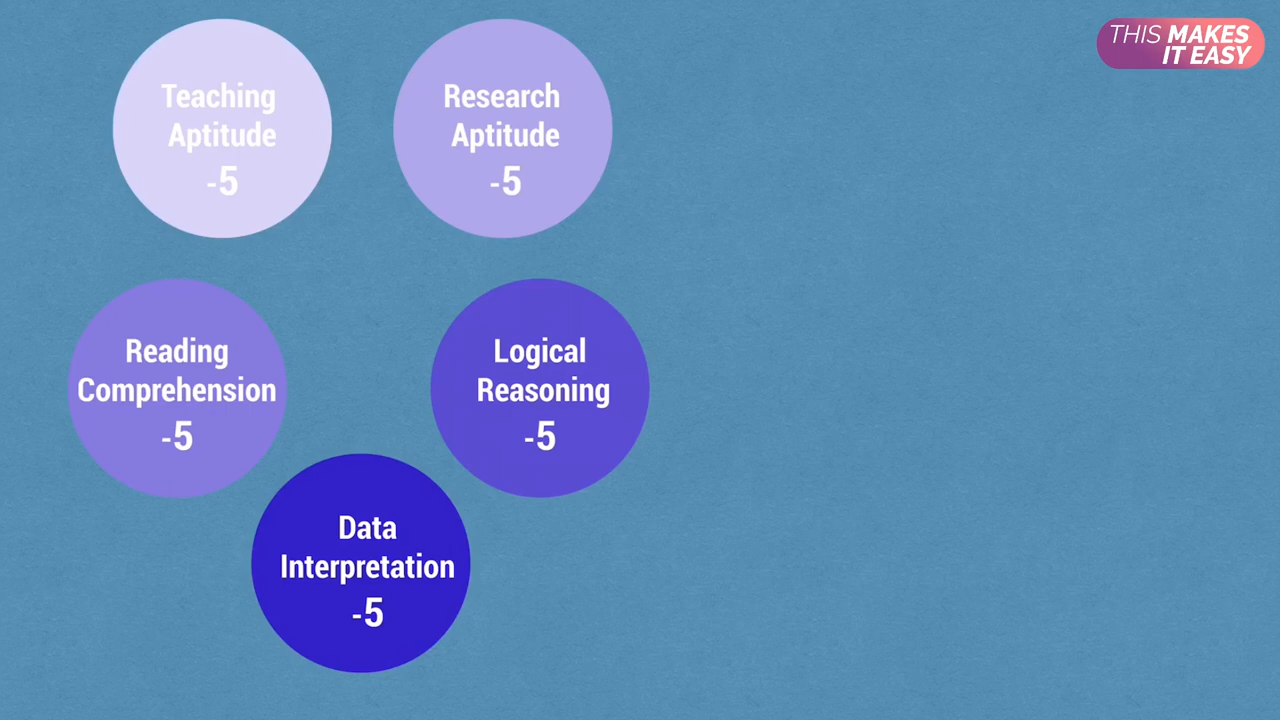 Teaching
Aptitude
-5
Research
Aptitude
-5
THIS MAKES
IT EASY
Reading
Comprehension
-5
Logical
Reasoning
-5
Data
Interpretation
-5